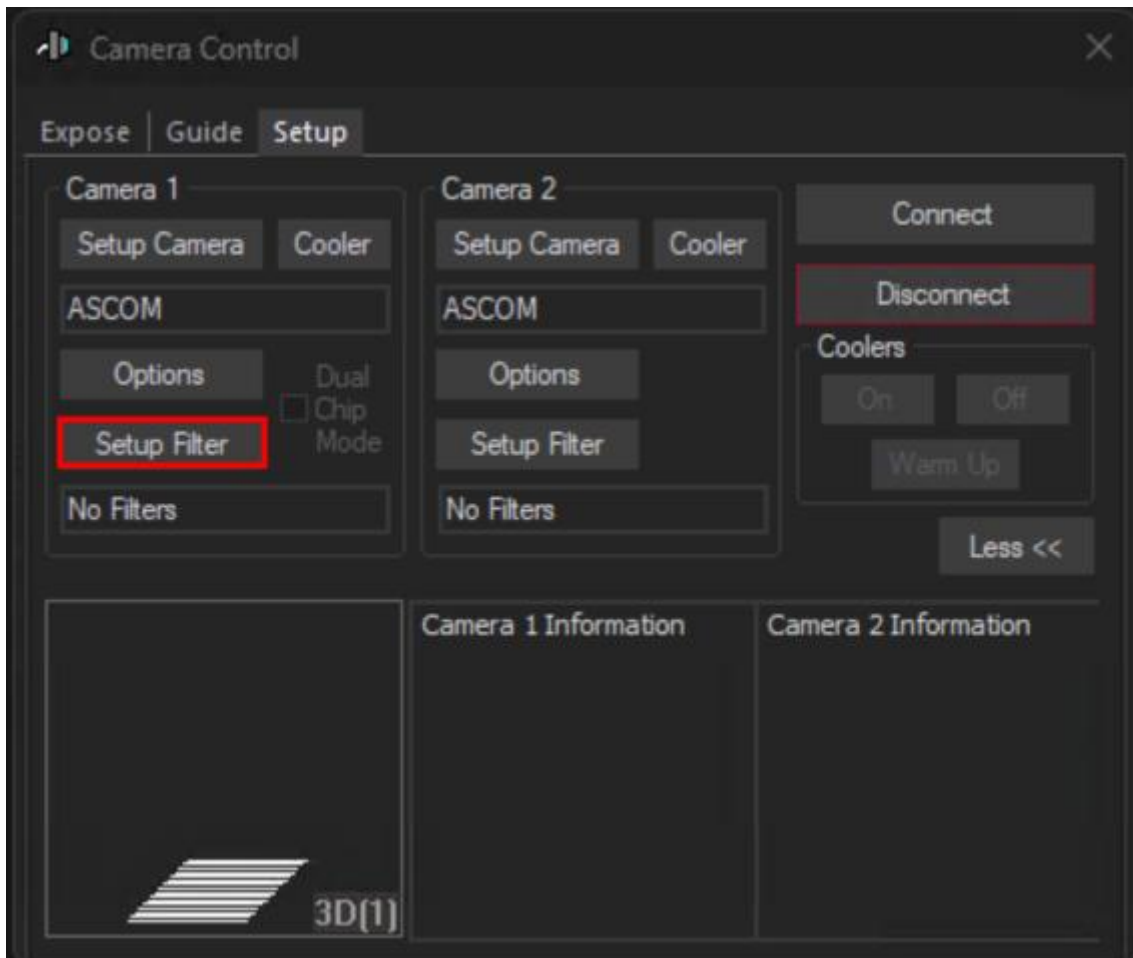 Camera Control
Expose Guide Setup
Camera 1
Setup Camera Cooler
ASCOM
Options
Dual
Chip
Mode
Setup Filter
No Filters
Camera 2
Setup Camera Cooler
ASCOM
Options
Setup Filter
No Filters
Connect
Disconnect
Coolers
On Off
Warm Up
Less <<
3D(1)
Camera 1 Information
Camera 2 Information